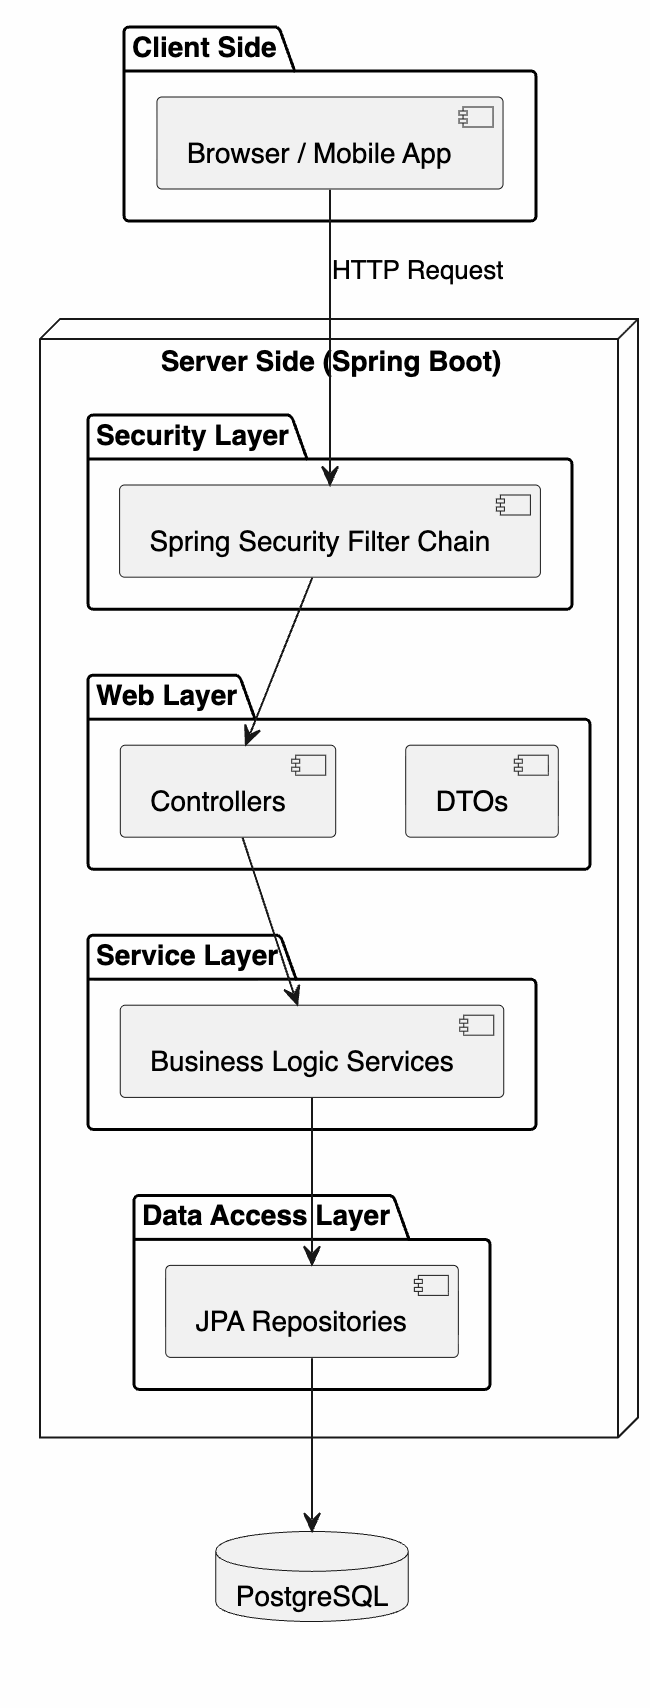 Client Side
Browser / Mobile App
HTTP Request
Server Side (Spring Boot)
Security Layer
Spring Security Filter Chain
Web Layer
Controllers
DTOs
Service Layer
Business Logic Services
Data Access Layer
JPA Repositories
PostgreSQL